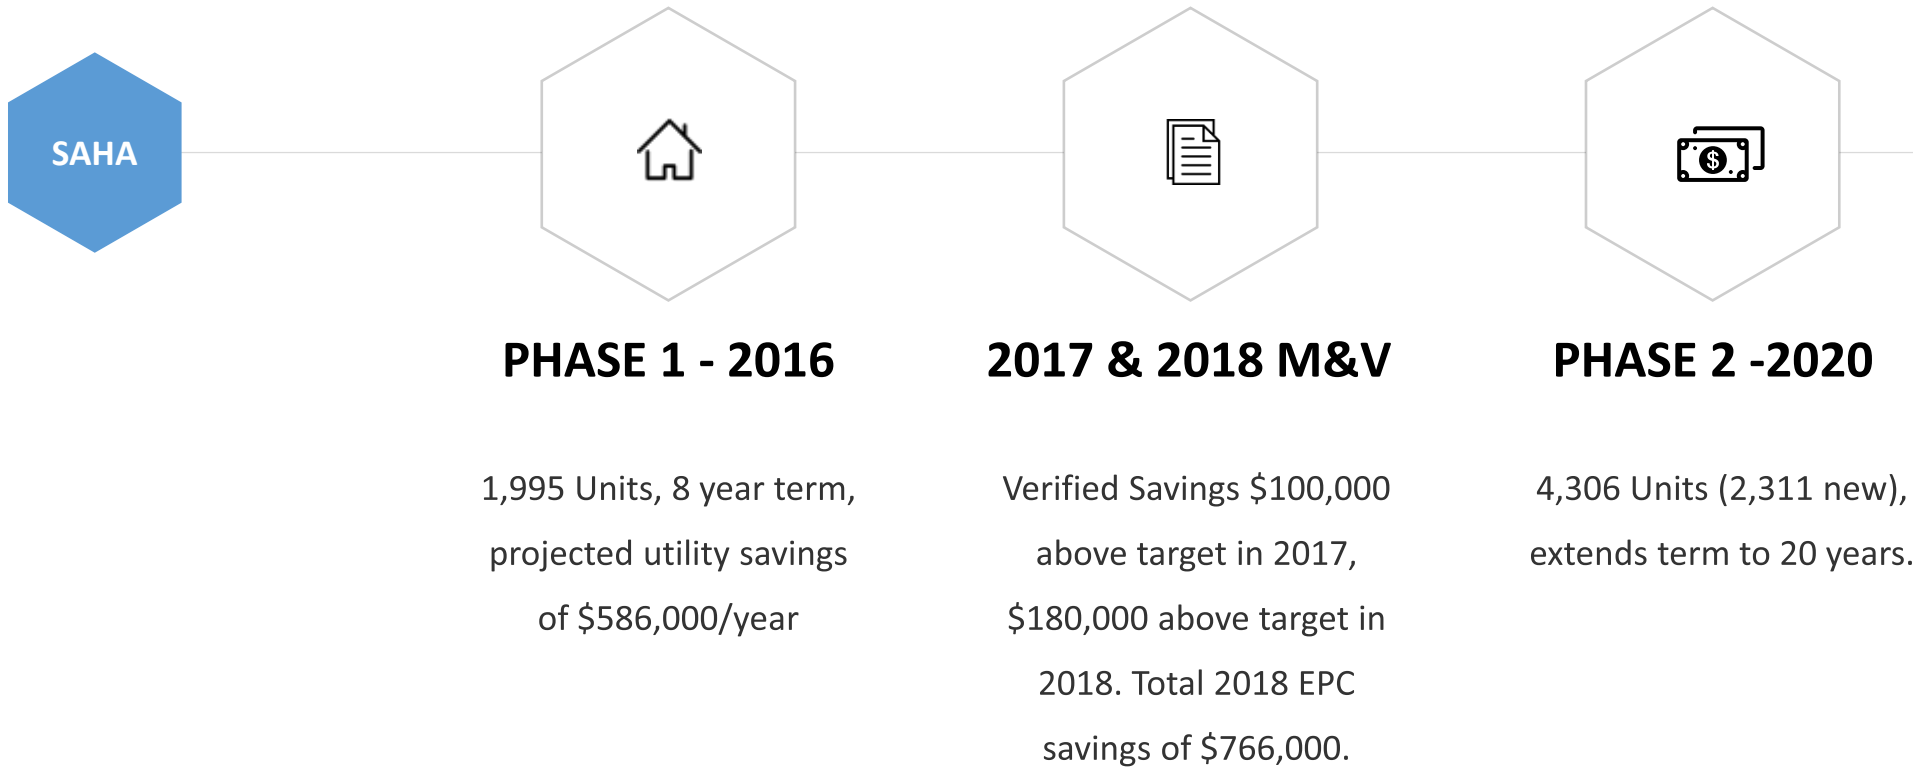 SAHA
PHASE 1 - 2016
1,995 Units, 8 year term,
projected utility savings
of $586,000/year
2017 & 2018 M&V
Verified Savings $100,000
above target in 2017,
$180,000 above target in
2018. Total 2018 EPC
savings of $766,000.
PHASE 2 -2020
4,306 Units (2,311 new),
extends term to 20 years.